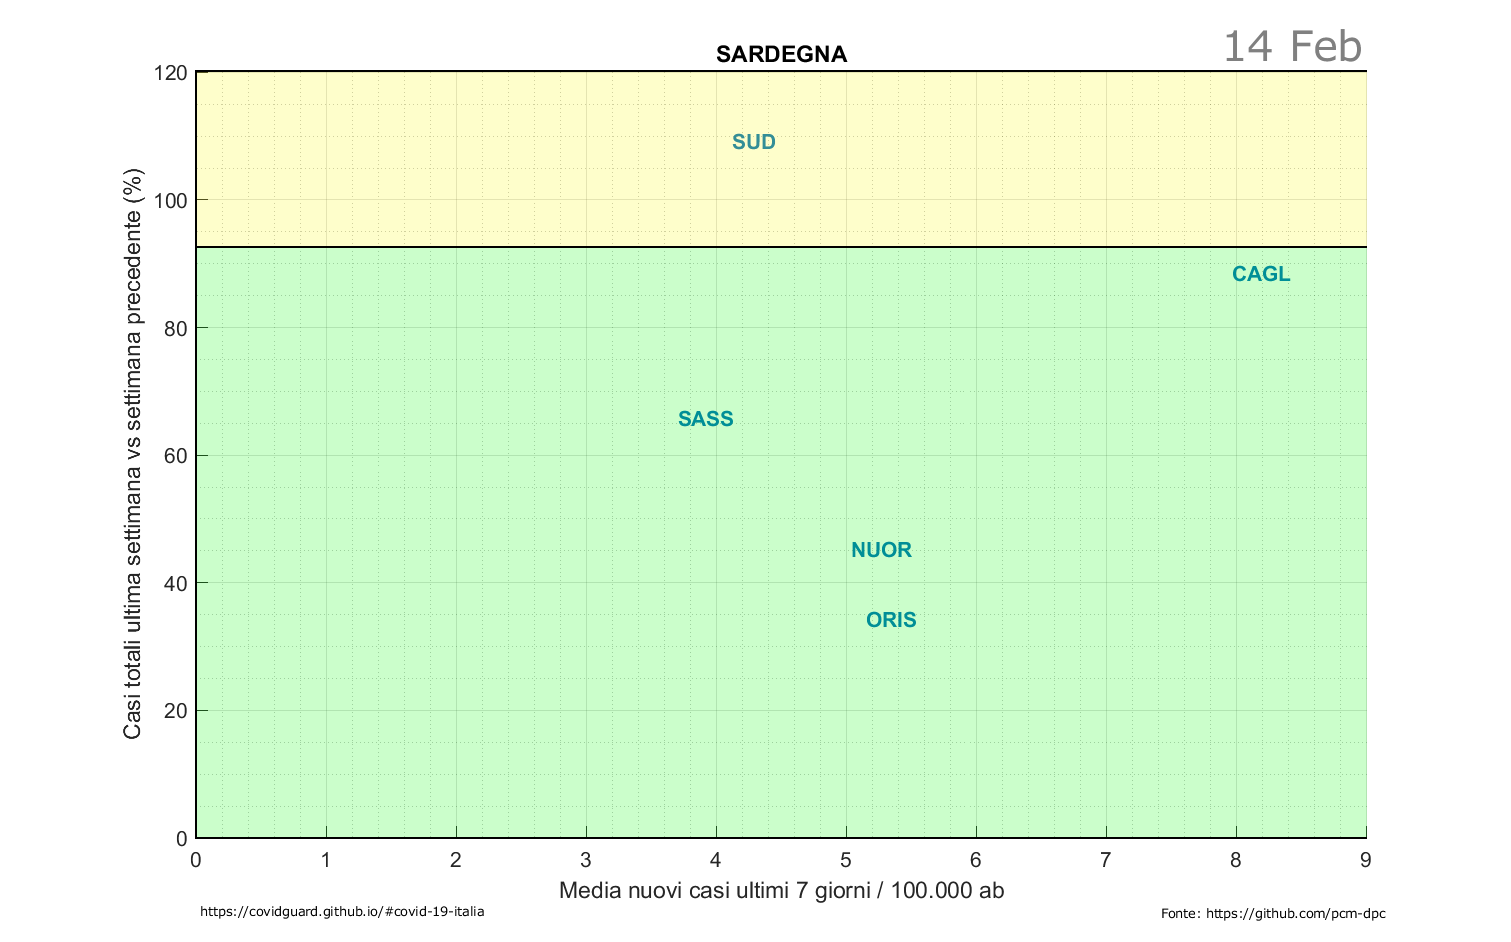 14 Feb
SARDEGNA
120
100
80
60
40
20
0
Casi totali ultima settimana vs settimana precedente (%)
SUD
CAGL
SASS
NUOR
ORIS
0 1 2 3 4 5 6 7 8 9
Media nuovi casi ultimi 7 giorni / 100.000 ab
https://covidguard.github.io/#covid-19-italia
Fonte: https://github.com/pcm-dpc